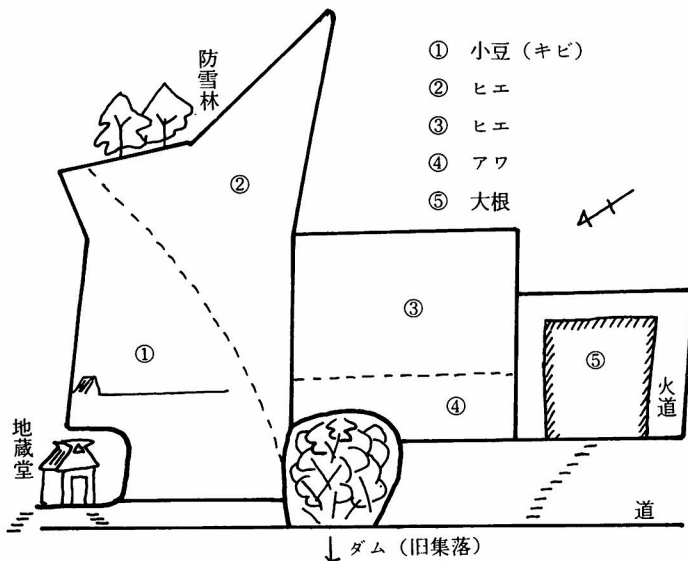 防雪林
① 小豆（キビ）
② ヒエ
③ ヒエ
④ アワ
⑤ 大根
②
③
①
⑤
④
火道
地蔵堂
道
↓ ダム（旧集落）